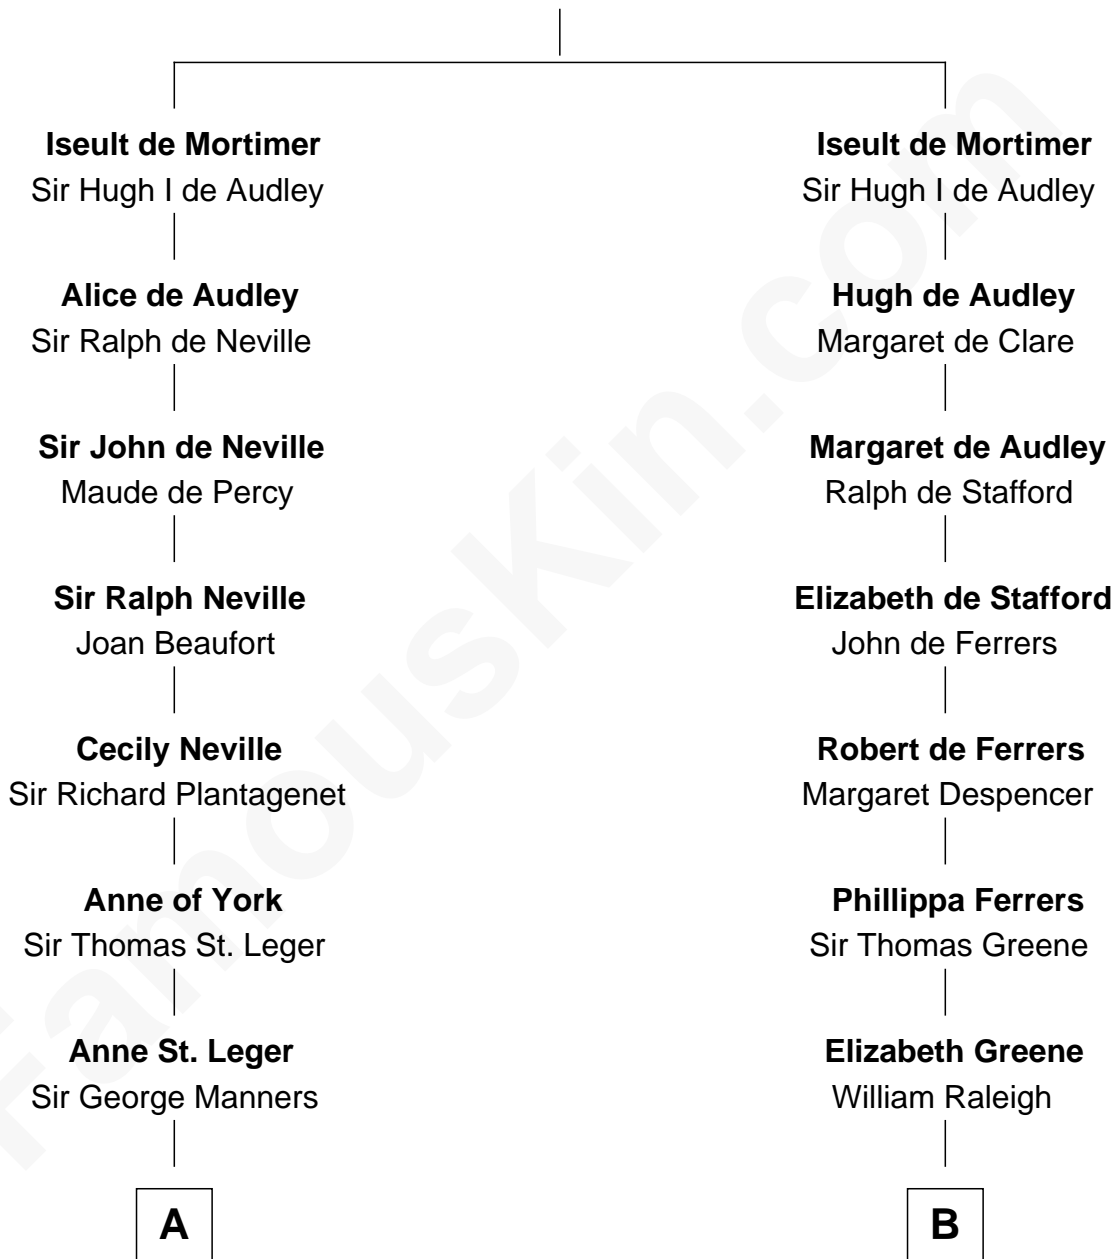 Iseult de Mortimer
Sir Hugh I de Audley
Alice de Audley
Sir Ralph de Neville
Sir John de Neville
Maude de Percy
Sir Ralph Neville
Joan Beaufort
Cecily Neville
Sir Richard Plantagenet
Anne of York
Sir Thomas St. Leger
Anne St. Leger
Sir George Manners
A
Iseult de Mortimer
Sir Hugh I de Audley
Hugh de Audley
Margaret de Clare
Margaret de Audley
Ralph de Stafford
Elizabeth de Stafford
John de Ferrers
Robert de Ferrers
Margaret Despencer
Phillippa Ferrers
Sir Thomas Greene
Elizabeth Greene
William Raleigh
B
FamousKin.com